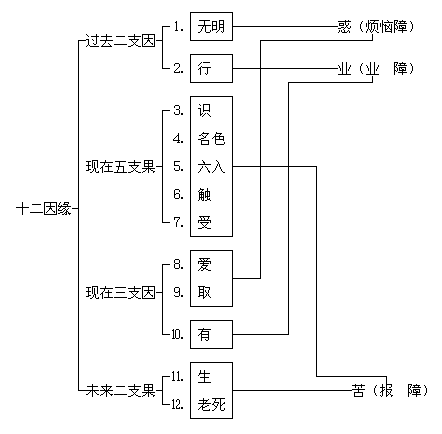 1. 无明 惑（烦恼障）
过去二支因
2. 行 业（业 障）
3. 识
4. 名色
现在五支果 5. 六入
6. 触
7. 受
十二因缘
8. 爱
现在三支因 9. 取
10. 有
11. 生
未来二支果 苦（报 障）
12. 老死